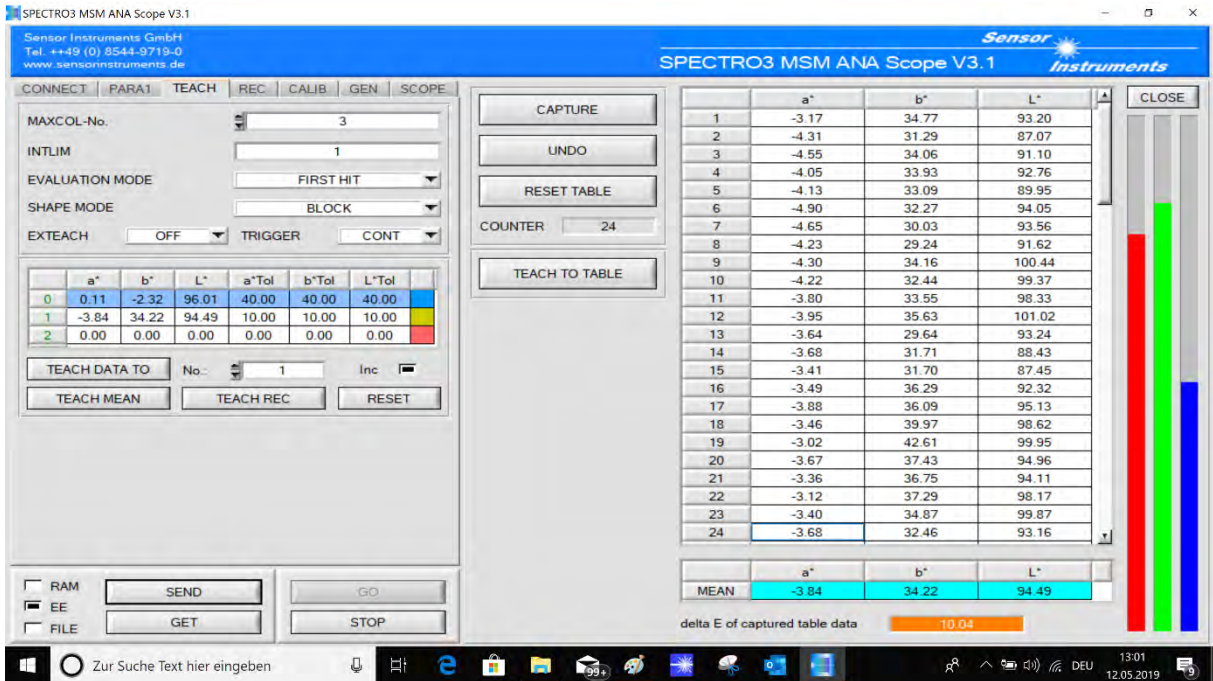 SPECTRO3 MSM ANA Scope V3.1
Sensor Instruments GmbH
Tel. ++49 (0) 8544-9719-0
www.sensorinstruments.de
SPECTRO3 MSM ANA Scope V3.1
Sensor
Instruments
CONNECT PARA1 TEACH REC CALIB GEN SCOPE
MAXCOL-No. 3
INTLIM 1
EVALUATION MODE FIRST HIT
SHAPE MODE BLOCK
EXTEACH OFF TRIGGER CONT
a* b* L* a*Tol b*Tol L*Tol
0 0.11 -2.32 96.01 40.00 40.00 40.00
1 -3.84 34.22 94.49 10.00 10.00 10.00
2 0.00 0.00 0.00 0.00 0.00 0.00
TEACH DATA TO No.: 1 Inc
TEACH MEAN TEACH REC RESET
RAM
EE
FILE
SEND
GET
GO
STOP
CAPTURE
UNDO
RESET TABLE
COUNTER 24
TEACH TO TABLE
CLOSE
a* b* L*
1 -3.17 34.77 93.20
2 -4.31 31.29 87.07
3 -4.55 34.06 91.10
4 -4.05 33.93 92.76
5 -4.13 33.09 89.95
6 -4.90 32.27 94.05
7 -4.65 30.03 93.56
8 -4.23 29.24 91.62
9 -4.30 34.16 100.44
10 -4.22 32.44 99.37
11 -3.80 33.55 98.33
12 -3.95 35.63 101.02
13 -3.64 29.64 93.24
14 -3.68 31.71 88.43
15 -3.41 31.70 87.45
16 -3.49 36.29 92.32
17 -3.88 36.09 95.13
18 -3.46 39.97 98.62
19 -3.02 42.61 99.95
20 -3.67 37.43 94.96
21 -3.36 36.75 94.11
22 -3.12 37.29 98.17
23 -3.40 34.87 99.87
24 -3.68 32.46 93.16
a* b* L*
MEAN -3.84 34.22 94.49
delta E of captured table data 10.04
Zur Suche Text hier eingeben
99+
DEU
13:01
12.05.2019
9